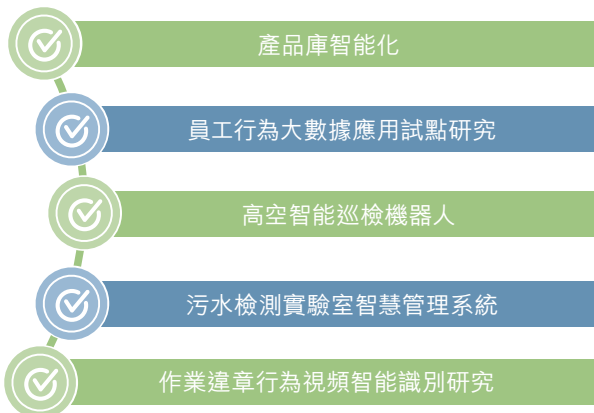 產品庫智能化
員工行為大數據應用試點研究
高空智能巡檢機器人
污水檢測實驗室智慧管理系統
作業違章行為視頻智能識別研究